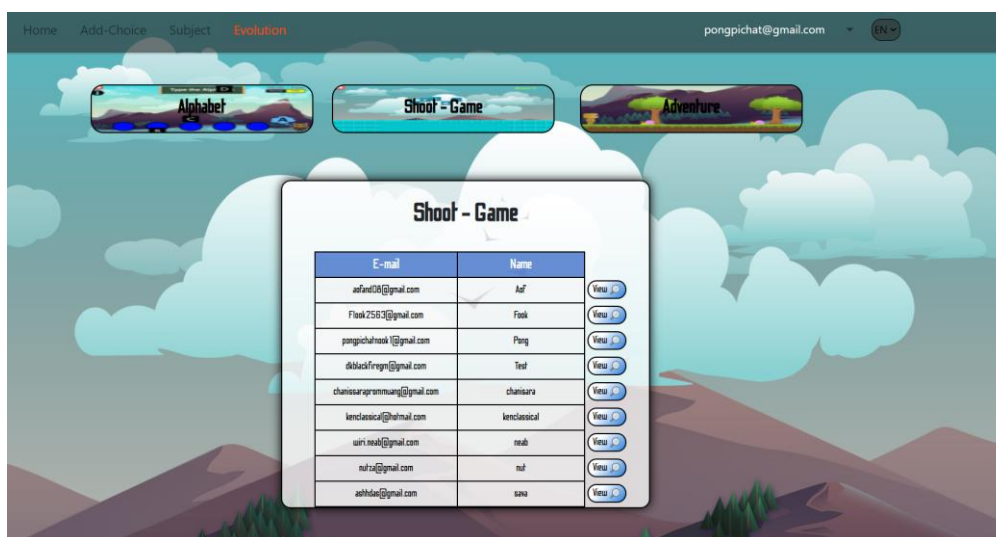 Home Add-Choice Subject Evolution pongpichat@gmail.com EN
Alphabet Shoot - Game Adventure
Shoot - Game
E-mail Name
aofand08@gmail.com Aof View
Flook2563@gmail.com Fook View
pongpichatnook1@gmail.com Pong View
dkblackfiregm@gmail.com Test View
chanissaraprommuang@gmail.com chanisara View
kenclassical@hotmail.com kenclassical View
wiri.neab@gmail.com neab View
nutza@gmail.com nut View
ashhdas@gmail.com sava View